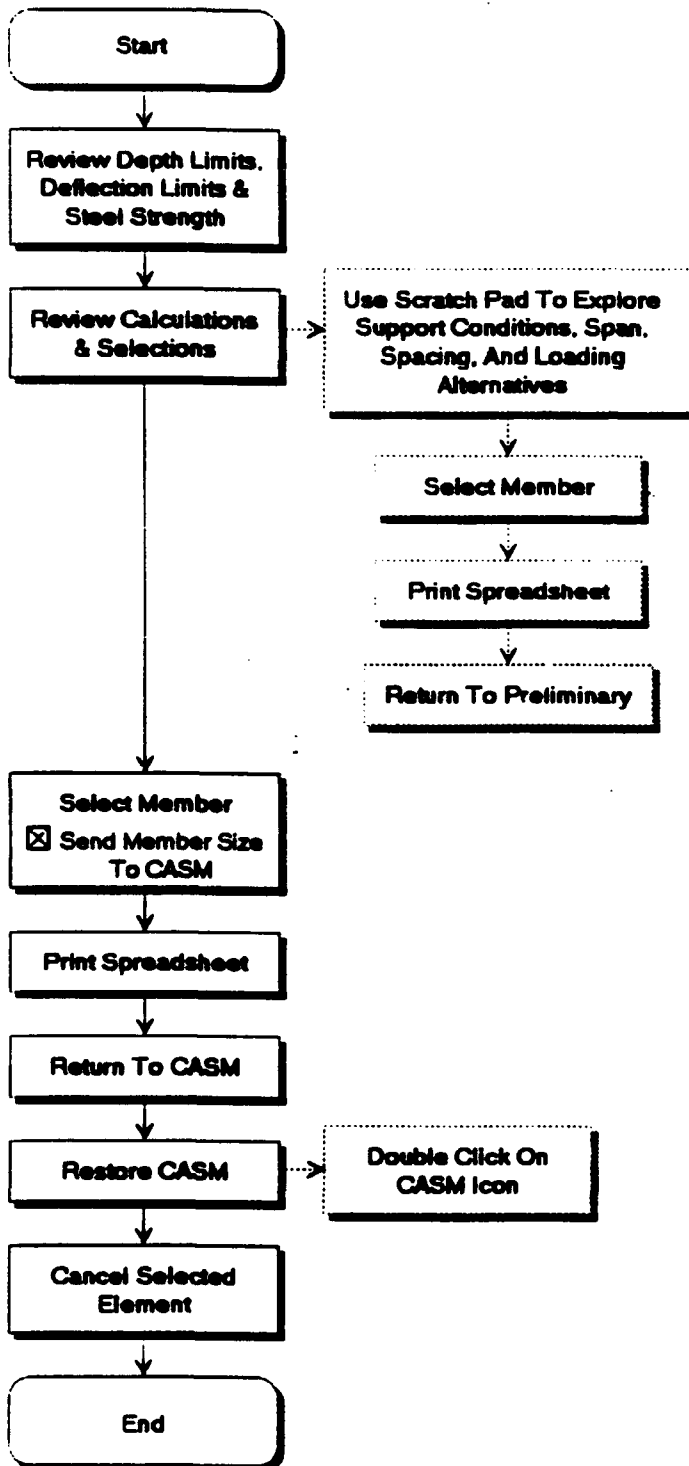 Start
Review Depth Limits,
Deflection Limits &
Steel Strength
Review Calculations
& Selections
Use Scratch Pad To Explore
Support Conditions, Span,
Spacing, And Loading
Alternatives
Select Member
Print Spreadsheet
Return To Preliminary
Select Member
☒ Send Member Size
To CASM
Print Spreadsheet
Return To CASM
Restore CASM
Double Click On
CASM Icon
Cancel Selected
Element
End